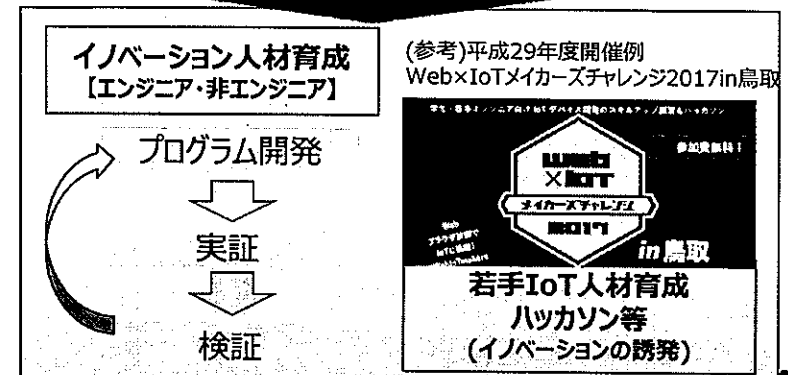 イノベーション人材育成
【エンジニア・非エンジニア】
プログラム開発
実証
検証
(参考)平成29年度開催例
Web×IoTメイカーズチャレンジ2017in鳥取
参加費無料！
web
×IoT
メイカーズチャレンジ
2017
in鳥取
若手IoT人材育成
ハッカソン等
(イノベーションの誘発)